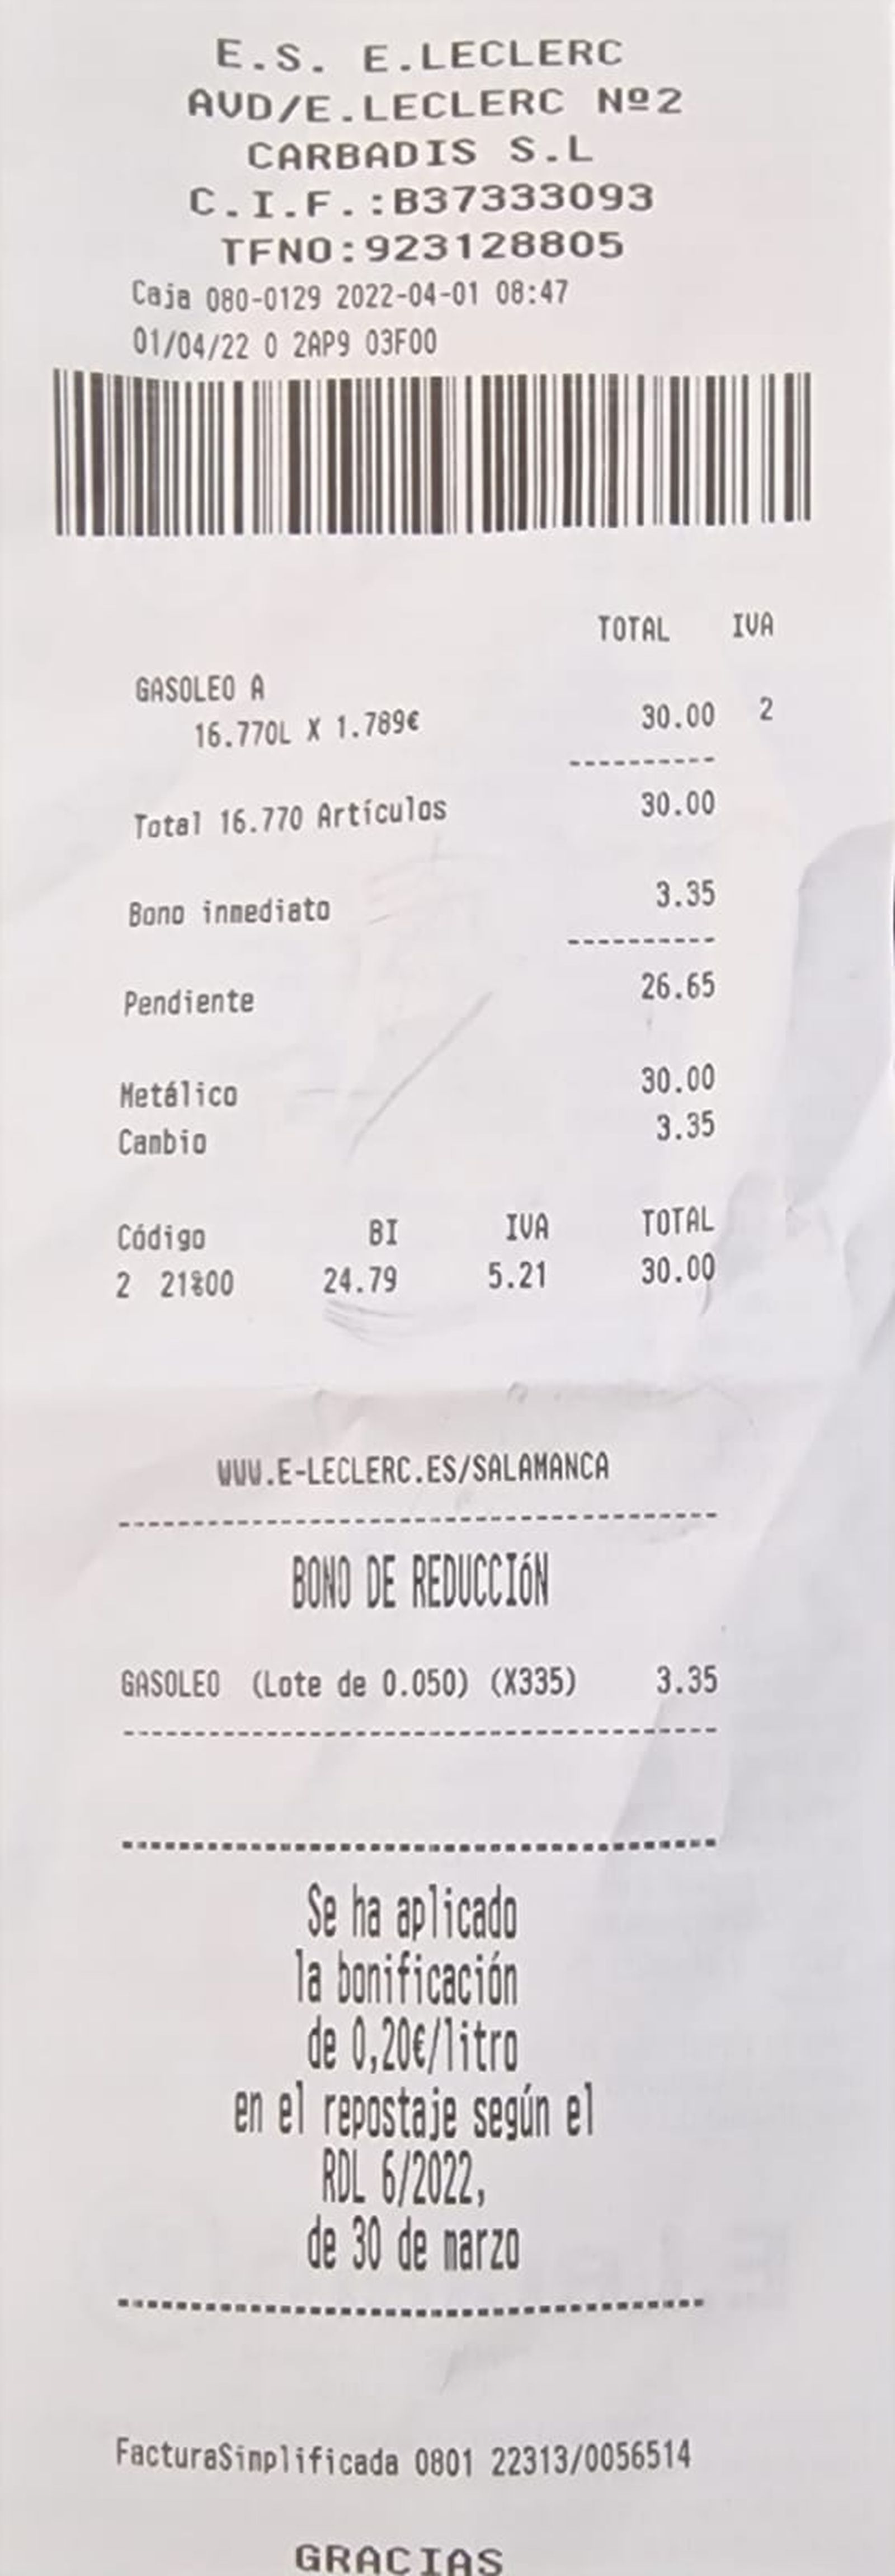 E.S. E.LECLERC
AVD/E.LECLERC Nº2
CARBADIS S.L
C.I.F.:B37333093
TFNO:923128805
Caja 080-0129 2022-04-01 08:47
01/04/22 0 2AP9 03F00
TOTAL IVA
GASOLEO A
16.770L X 1.789€ 30.00 2
Total 16.770 Artículos 30.00
Bono inmediato 3.35
Pendiente 26.65
Metálico 30.00
Cambio 3.35
Código BI IVA TOTAL
2 21%00 24.79 5.21 30.00
WWW.E-LECLERC.ES/SALAMANCA
BONO DE REDUCCIÓN
GASOLEO (Lote de 0.050) (X335) 3.35
Se ha aplicado
la bonificación
de 0,20€/litro
en el repostaje según el
RDL 6/2022,
de 30 de marzo
FacturaSimplificada 0801 22313/0056514
GRACIAS